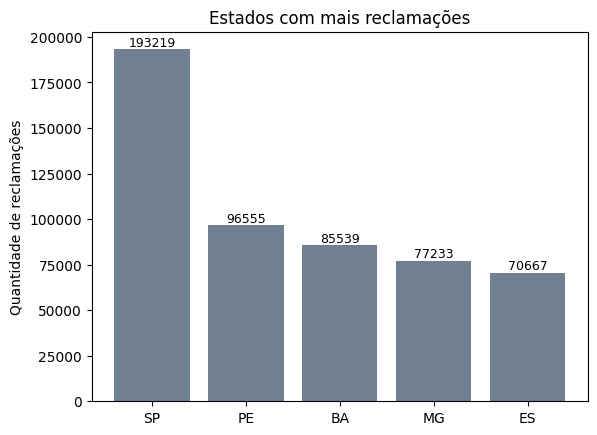 Estados com mais reclamações
Quantidade de reclamações
200000
175000
150000
125000
100000
75000
50000
25000
0
193219
96555
85539
77233
70667
SP
PE
BA
MG
ES